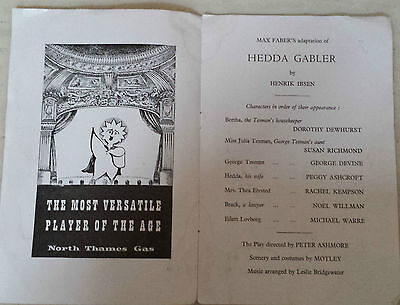 THE MOST VERSATILE
PLAYER OF THE AGE
North Thames Gas
MAX FABER'S adaptation of
HEDDA GABLER
by
HENRIK IBSEN
Characters in order of their appearance :
Bertha, the Tesman's housekeeper
DOROTHY DEWHURST
Miss Julia Tesman, George Tesman's aunt
SUSAN RICHMOND
George Tesman ... ... GEORGE DEVINE
Hedda, his wife ... ... PEGGY ASHCROFT
Mrs. Thea Elvsted ... RACHEL KEMPSON
Brack, a lawyer ... ... NOEL WILLMAN
Eilert Lovborg ... ... MICHAEL WARRE
The Play directed by PETER ASHMORE
Scenery and costumes by MOTLEY
Music arranged by Leslie Bridgewater